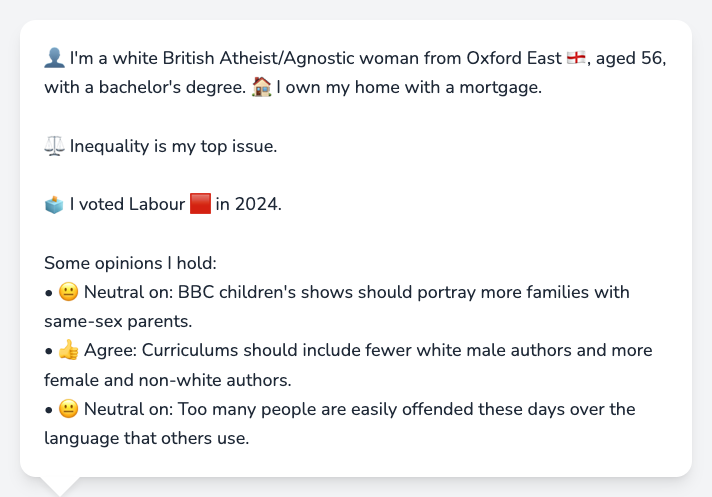 👤 I'm a white British Atheist/Agnostic woman from Oxford East 🏴󠁧󠁢󠁥󠁮󠁧󠁿, aged 56,
with a bachelor's degree. 🏠 I own my home with a mortgage.
⚖️ Inequality is my top issue.
🗳️ I voted Labour 🟥 in 2024.
Some opinions I hold:
• 😐 Neutral on: BBC children's shows should portray more families with
same-sex parents.
• 👍 Agree: Curriculums should include fewer white male authors and more
female and non-white authors.
• 😐 Neutral on: Too many people are easily offended these days over the
language that others use.